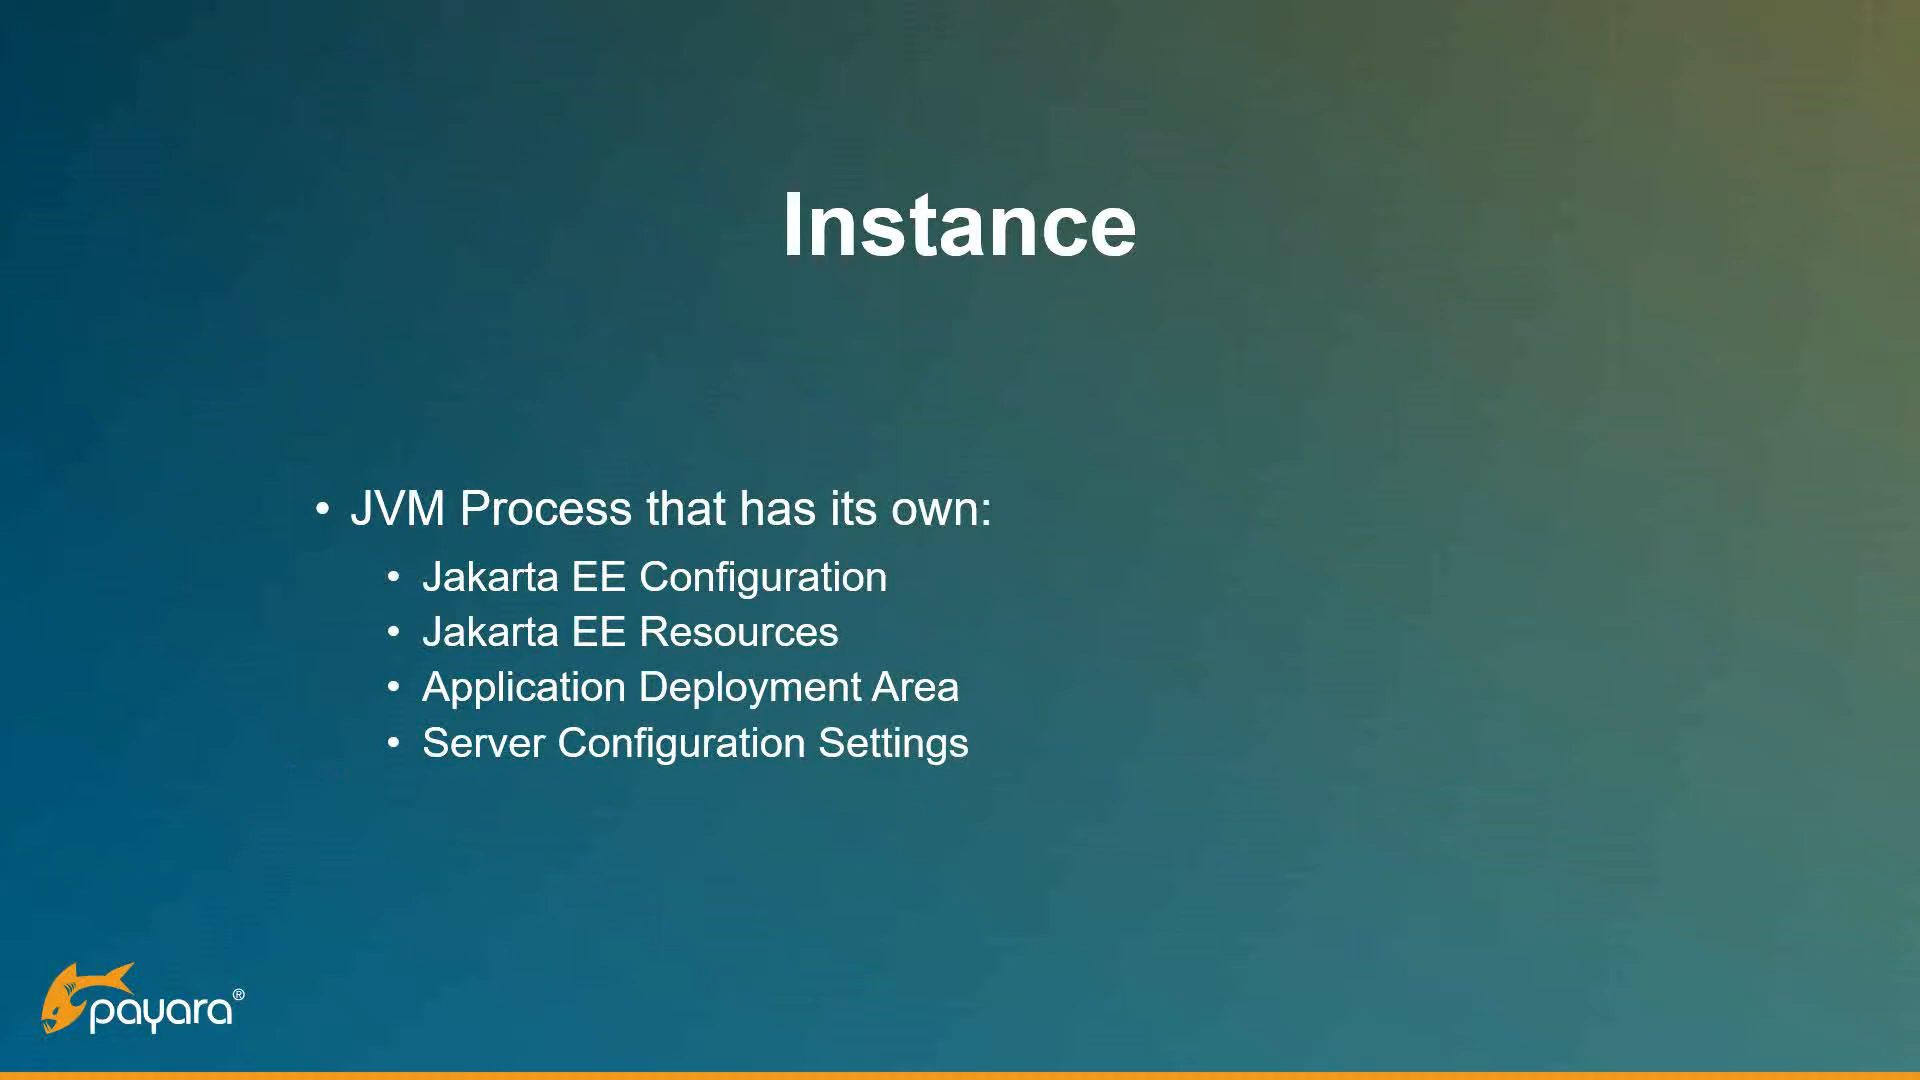 Instance
• JVM Process that has its own:
• Jakarta EE Configuration
• Jakarta EE Resources
• Application Deployment Area
• Server Configuration Settings
payara®